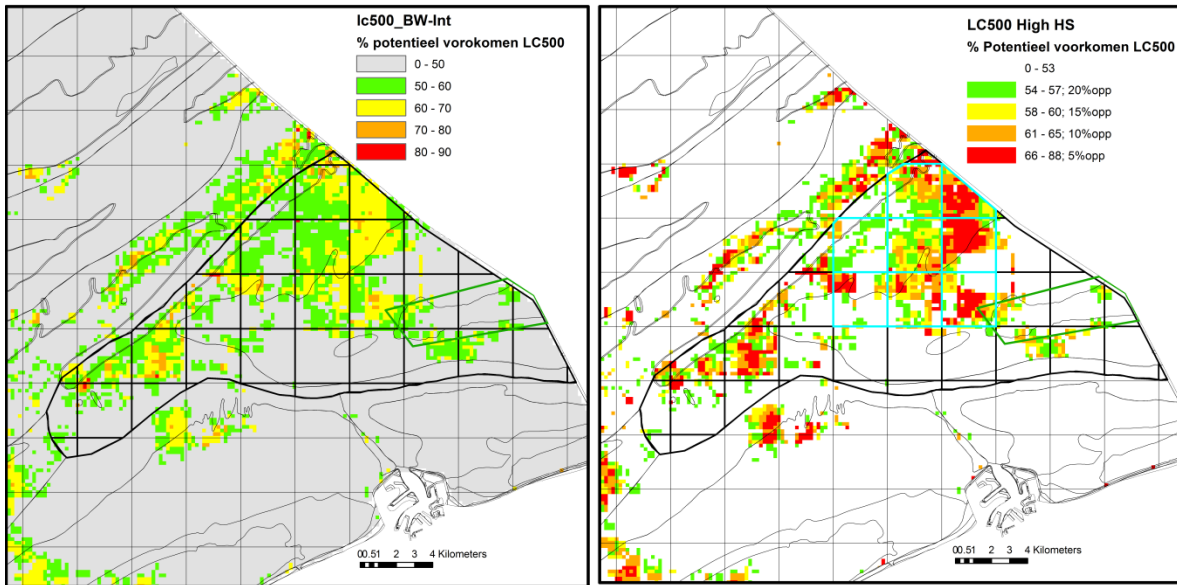 lc500_BW-Int
% potentieel vorokomen LC500
0 - 50
50 - 60
60 - 70
70 - 80
80 - 90
00.51 2 3 4 Kilometers
LC500 High HS
% Potentieel voorkomen LC500
0 - 53
54 - 57; 20%opp
58 - 60; 15%opp
61 - 65; 10%opp
66 - 88; 5%opp
00.51 2 3 4 Kilometers